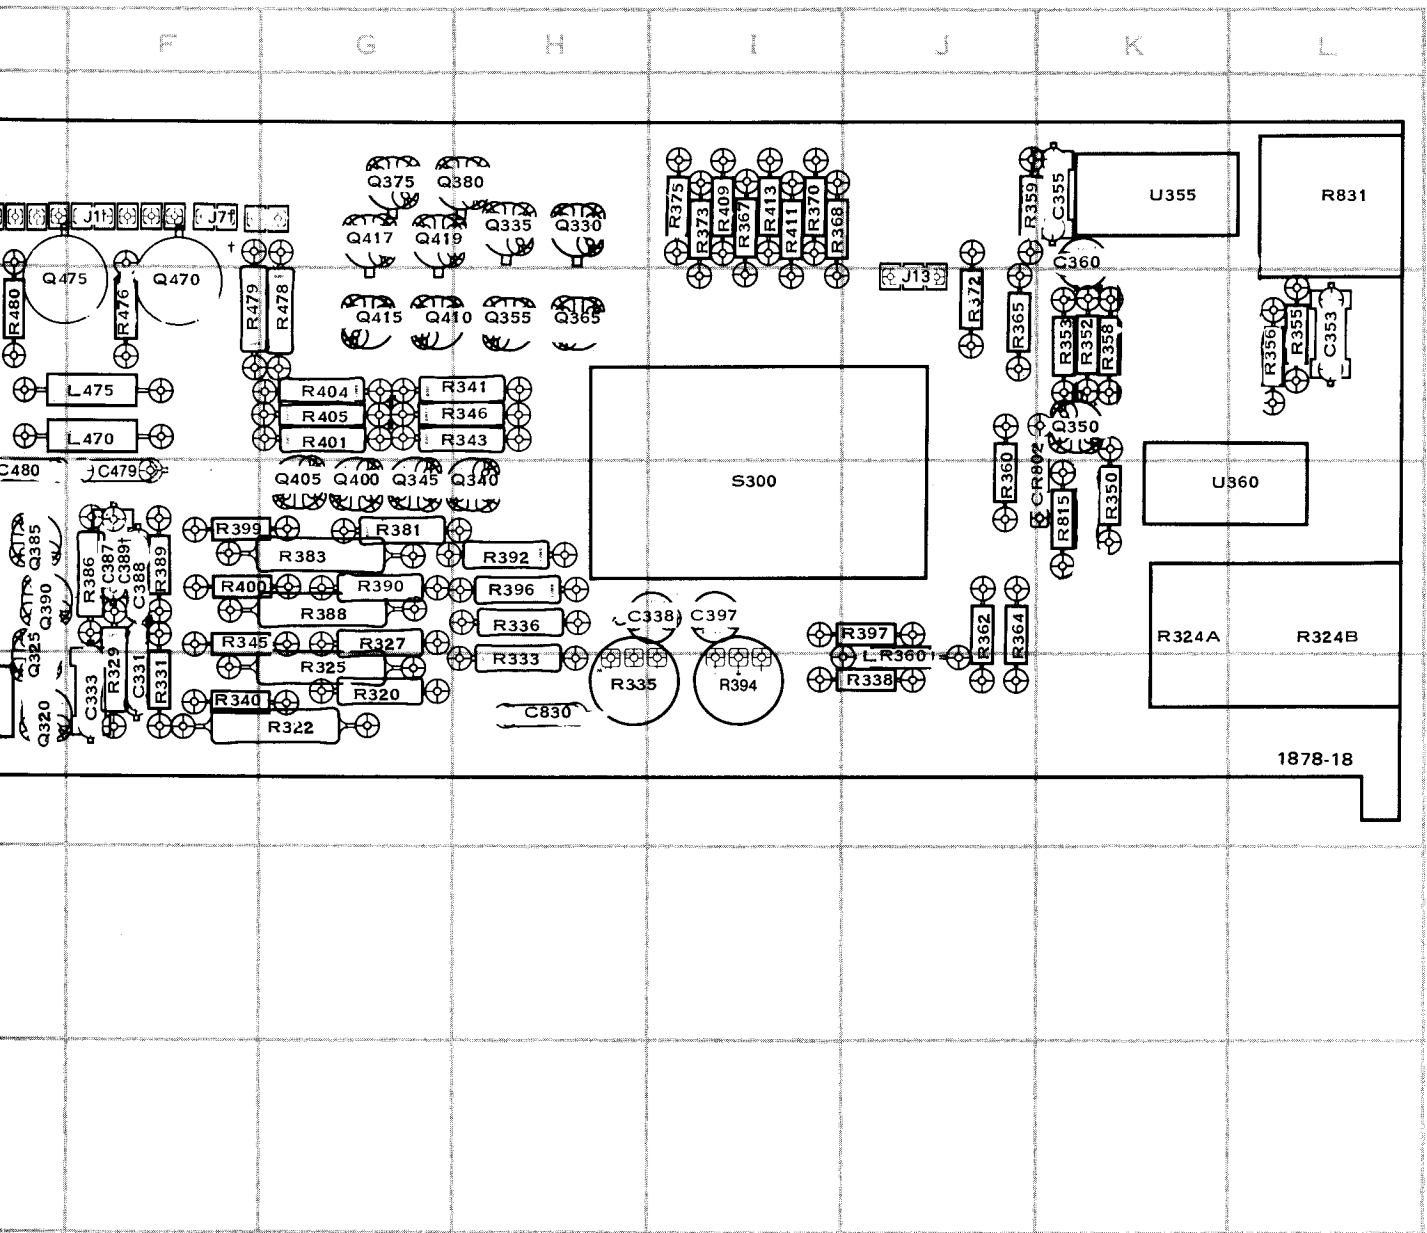 F G H I J K L
Q375 Q380
R375 R373 R409 R367 R413 R411 R370 R368
R359 C355 U355 R831
J1† J7†
Q417 Q419 Q335 Q330
†
Q475 Q470 Q360
J13
R480 R476 R479 R478
Q415 Q410 Q355 Q365
R372 R365 R353 R352 R358 R356 R355 C353
L475 R404 R341
R405 R346
L470 R401 R343
Q350
C480 C479 Q405 Q400 Q345 Q340
S300
R360 CR802 R815 R350 U360
R399 R381
Q385 R386 C387 C389† C388 R389
R383 R392
Q390 R400 R390 R396
R388 R336 C338 C397
Q325 R345 R327 R397 R362 R364 R324A R324B
R329 C331 R331
R325 R333 LR360
C333 R320 R335 R394 R338
Q320 R340 C830
R322
1878-18